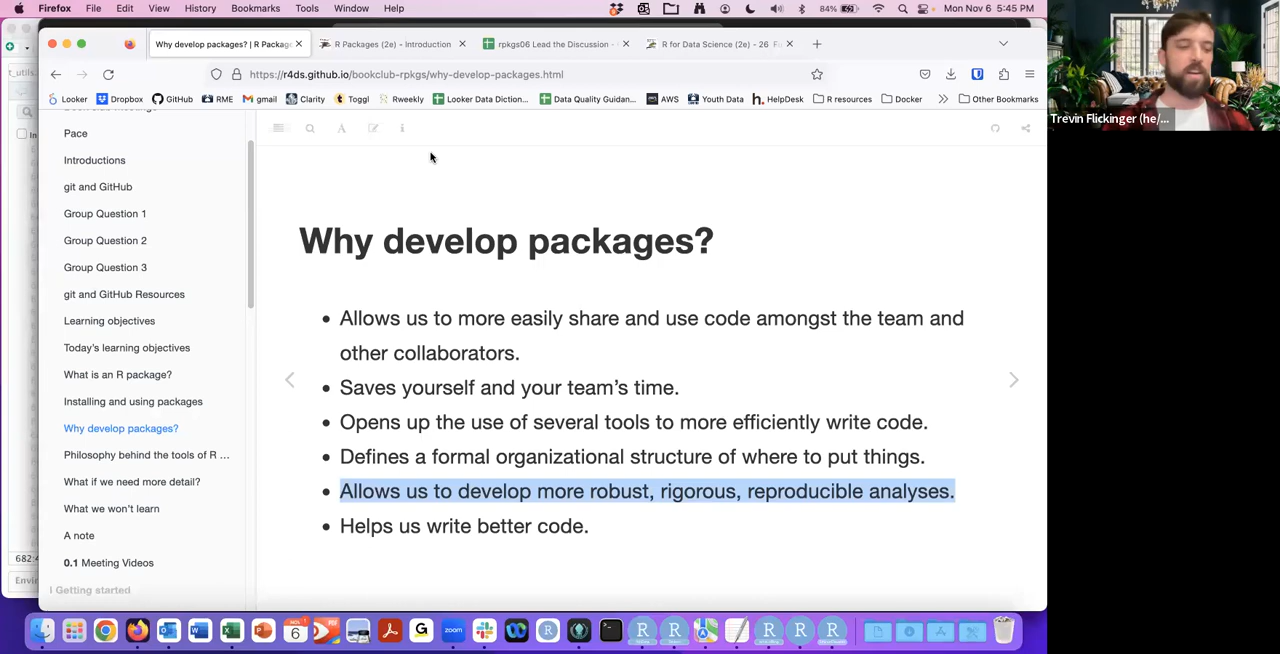 Firefox File Edit View History Bookmarks Tools Window Help
84%
Mon Nov 6 5:45 PM
Why develop packages? | R Packag
R Packages (2e) - Introduction
rpkgs06 Lead the Discussion -
R for Data Science (2e) - 26 F
https://r4ds.github.io/bookclub-rpkgs/why-develop-packages.html
Looker Dropbox GitHub RME gmail Clarity Toggl Rweekly Looker Data Diction... Data Quality Guidan... AWS Youth Data HelpDesk R resources Docker Other Bookmarks
t_utils.
In
682:4
Envir
Pace
Introductions
git and GitHub
Group Question 1
Group Question 2
Group Question 3
git and GitHub Resources
Learning objectives
Today's learning objectives
What is an R package?
Installing and using packages
Why develop packages?
Philosophy behind the tools of R ...
What if we need more detail?
What we won't learn
A note
0.1 Meeting Videos
I Getting started
Why develop packages?
• Allows us to more easily share and use code amongst the team and
other collaborators.
• Saves yourself and your team's time.
• Opens up the use of several tools to more efficiently write code.
• Defines a formal organizational structure of where to put things.
• Allows us to develop more robust, rigorous, reproducible analyses.
• Helps us write better code.
Trevin Flickinger (he/...
NOV
6
zoom